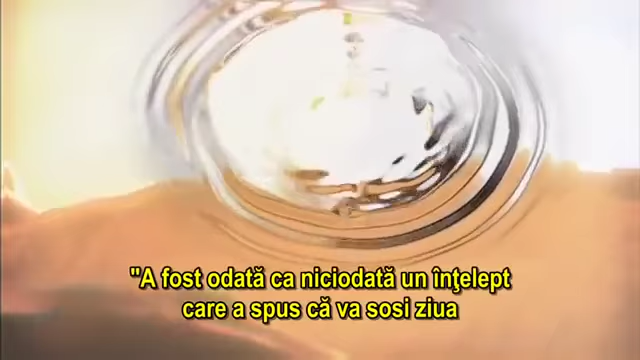 "A fost odată ca niciodată un înţelept
care a spus că va sosi ziua